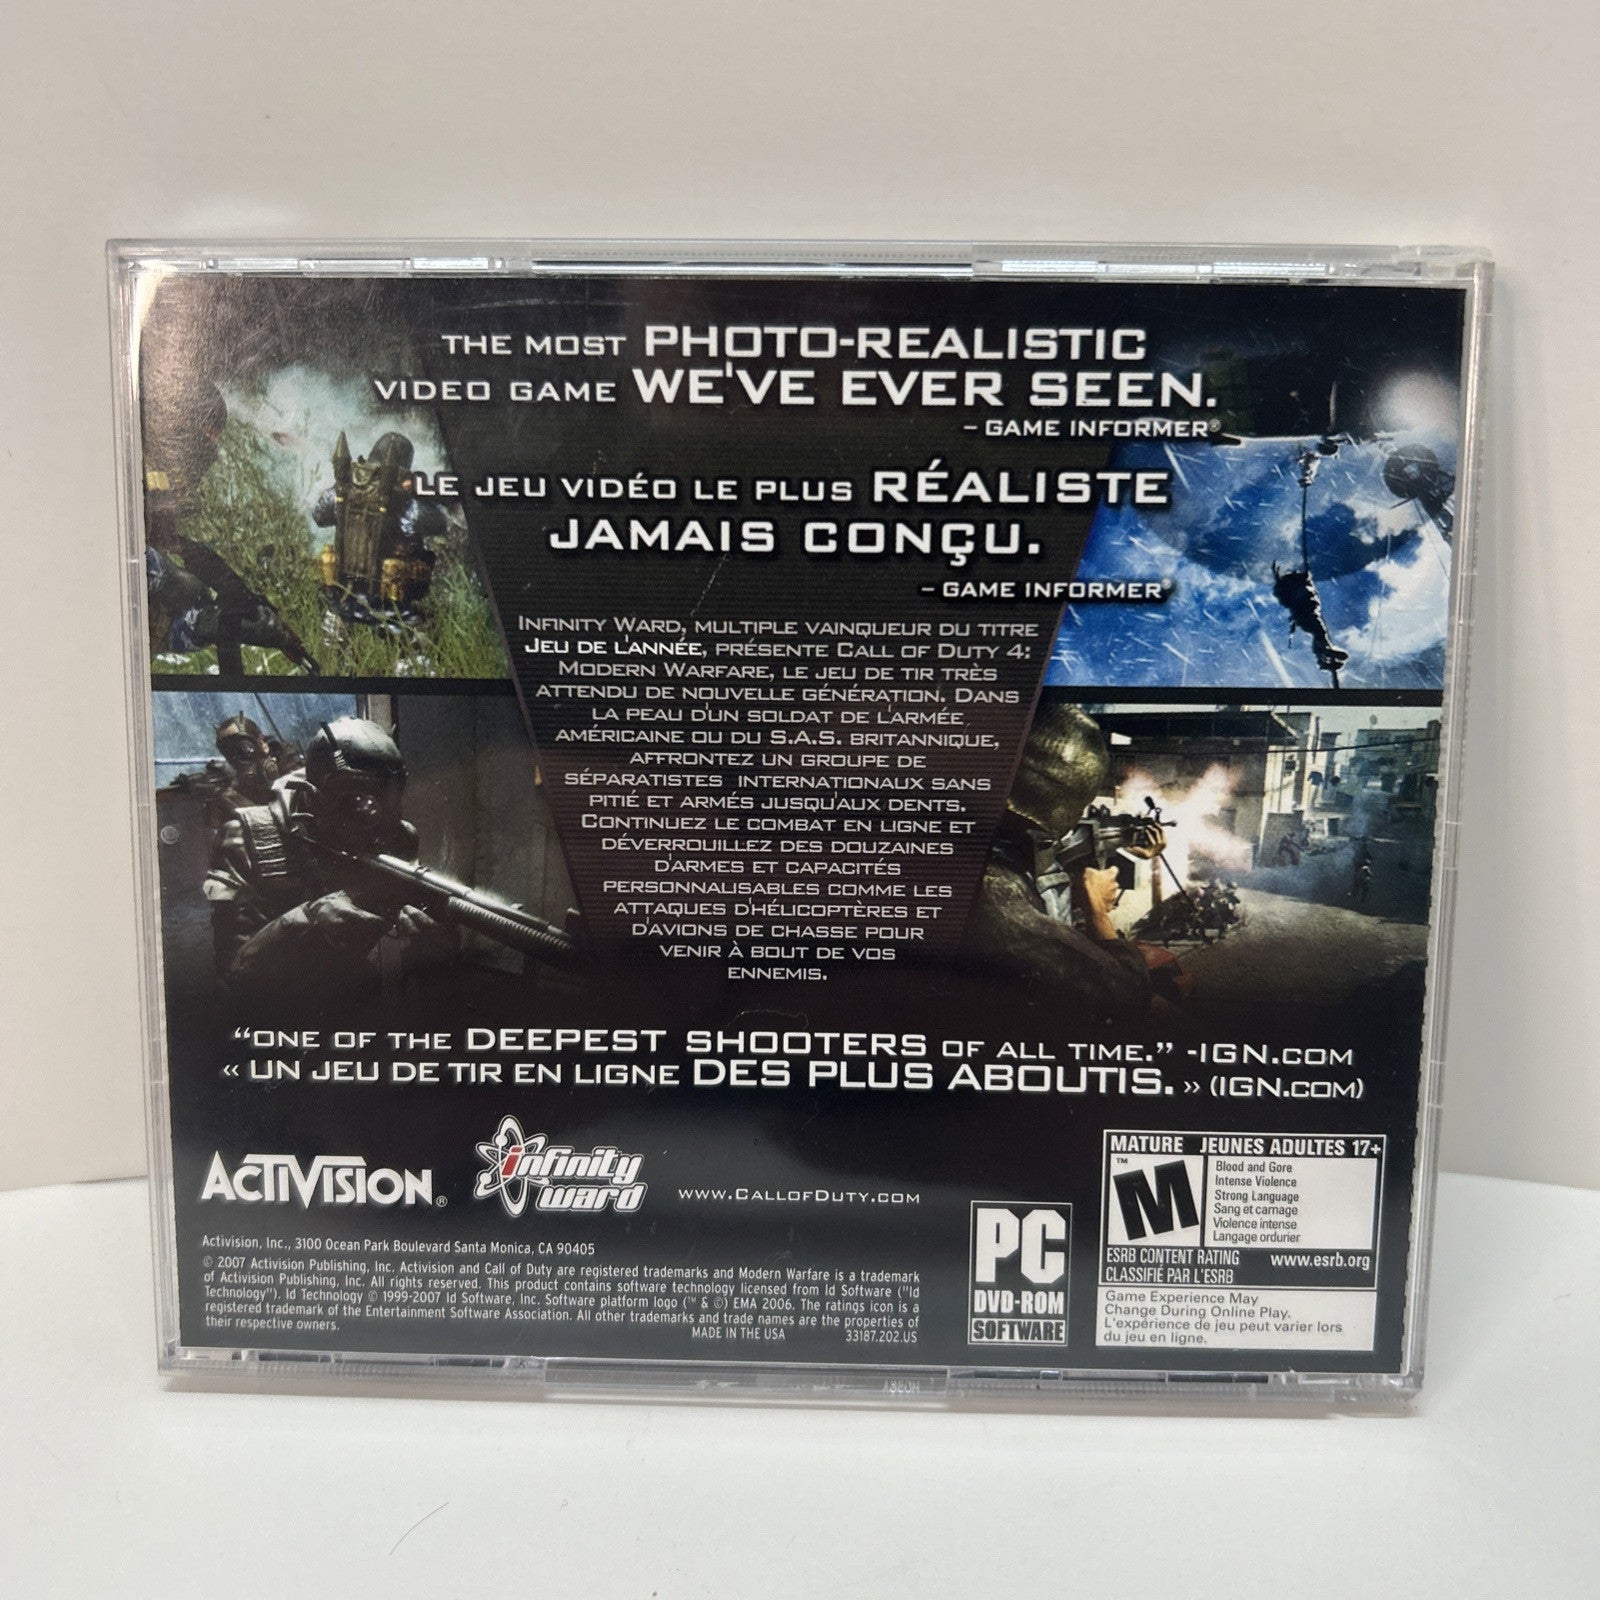 THE MOST PHOTO-REALISTIC
VIDEO GAME WE'VE EVER SEEN.
- GAME INFORMER®
LE JEU VIDÉO LE PLUS RÉALISTE
JAMAIS CONÇU.
- GAME INFORMER®
INFINITY WARD, MULTIPLE VAINQUEUR DU TITRE
JEU DE L'ANNÉE, PRÉSENTE CALL OF DUTY 4:
MODERN WARFARE, LE JEU DE TIR TRÈS
ATTENDU DE NOUVELLE GÉNÉRATION. DANS
LA PEAU D'UN SOLDAT DE L'ARMÉE
AMÉRICAINE OU DU S.A.S. BRITANNIQUE,
AFFRONTEZ UN GROUPE DE
SÉPARATISTES INTERNATIONAUX SANS
PITIÉ ET ARMÉS JUSQU'AUX DENTS.
CONTINUEZ LE COMBAT EN LIGNE ET
DÉVERROUILLEZ DES DOUZAINES
D'ARMES ET CAPACITÉS
PERSONNALISABLES COMME LES
ATTAQUES D'HÉLICOPTÈRES ET
D'AVIONS DE CHASSE POUR
VENIR À BOUT DE VOS
ENNEMIS.
“ONE OF THE DEEPEST SHOOTERS OF ALL TIME.” -IGN.COM
« UN JEU DE TIR EN LIGNE DES PLUS ABOUTIS. » (IGN.COM)
ACTIVISION®
infinity
ward
WWW.CALLOFDUTY.COM
Activision, Inc., 3100 Ocean Park Boulevard Santa Monica, CA 90405
© 2007 Activision Publishing, Inc. Activision and Call of Duty are registered trademarks and Modern Warfare is a trademark
of Activision Publishing, Inc. All rights reserved. This product contains software technology licensed from Id Software ("Id
Technology"). Id Technology © 1999-2007 Id Software, Inc. Software platform logo (™ & ©) EMA 2006. The ratings icon is a
registered trademark of the Entertainment Software Association. All other trademarks and trade names are the properties of
their respective owners.
MADE IN THE USA 33187.202.US
PC
DVD-ROM
SOFTWARE
MATURE JEUNES ADULTES 17+
™
M
Blood and Gore
Intense Violence
Strong Language
Sang et carnage
Violence intense
Langage ordurier
ESRB CONTENT RATING www.esrb.org
CLASSIFIÉ PAR L'ESRB
Game Experience May
Change During Online Play.
L'expérience de jeu peut varier lors
du jeu en ligne.